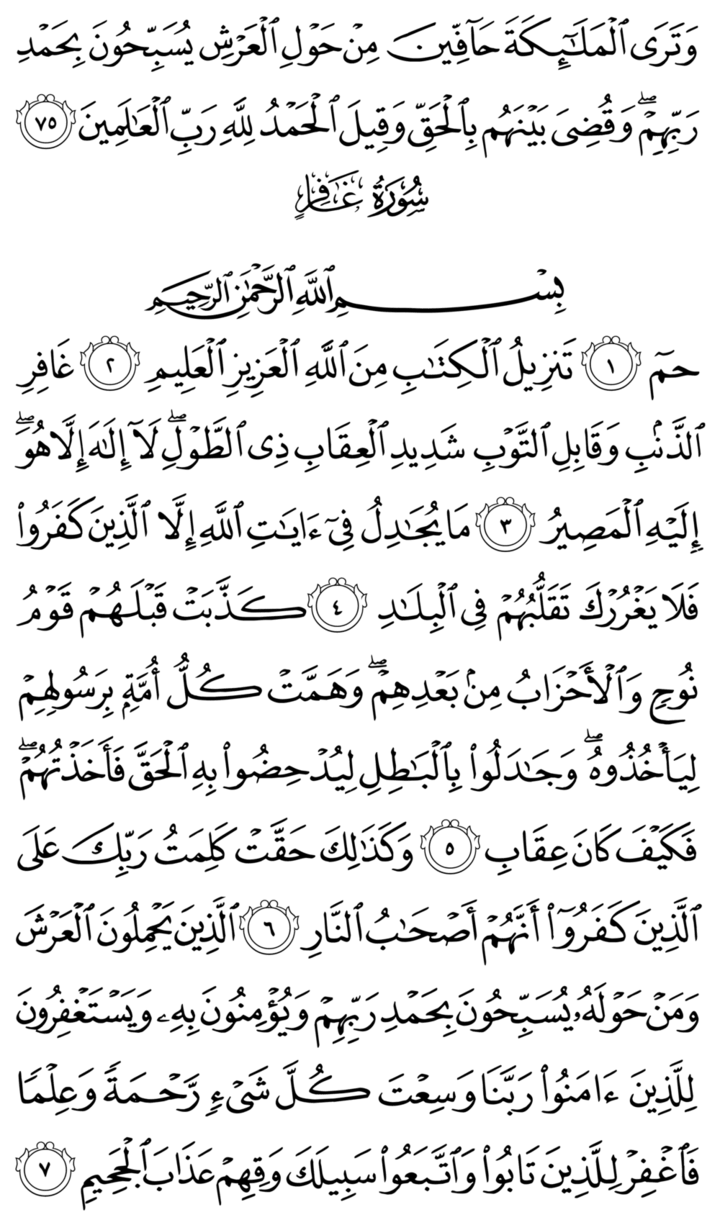 وَتَرَى ٱلْمَلَـٰٓئِكَةَ حَآفِّينَ مِنْ حَوْلِ ٱلْعَرْشِ يُسَبِّحُونَ بِحَمْدِ
رَبِّهِمْ ۖ وَقُضِىَ بَيْنَهُم بِٱلْحَقِّ وَقِيلَ ٱلْحَمْدُ لِلَّهِ رَبِّ ٱلْعَـٰلَمِينَ ٧٥
سُورَةُ غَافِرٍ
بِسْمِ ٱللَّهِ ٱلرَّحْمَـٰنِ ٱلرَّحِيمِ
حمٓ ١ تَنزِيلُ ٱلْكِتَـٰبِ مِنَ ٱللَّهِ ٱلْعَزِيزِ ٱلْعَلِيمِ ٢ غَافِرِ
ٱلذَّنۢبِ وَقَابِلِ ٱلتَّوْبِ شَدِيدِ ٱلْعِقَابِ ذِى ٱلطَّوْلِ ۖ لَآ إِلَـٰهَ إِلَّا هُوَ ۖ
إِلَيْهِ ٱلْمَصِيرُ ٣ مَا يُجَـٰدِلُ فِىٓ ءَايَـٰتِ ٱللَّهِ إِلَّا ٱلَّذِينَ كَفَرُوا۟
فَلَا يَغْرُرْكَ تَقَلُّبُهُمْ فِى ٱلْبِلَـٰدِ ٤ كَذَّبَتْ قَبْلَهُمْ قَوْمُ
نُوحٍ وَٱلْأَحْزَابُ مِنۢ بَعْدِهِمْ ۖ وَهَمَّتْ كُلُّ أُمَّةٍۭ بِرَسُولِهِمْ
لِيَأْخُذُوهُ ۖ وَجَـٰدَلُوا۟ بِٱلْبَـٰطِلِ لِيُدْحِضُوا۟ بِهِ ٱلْحَقَّ فَأَخَذْتُهُمْ ۖ
فَكَيْفَ كَانَ عِقَابِ ٥ وَكَذَٰلِكَ حَقَّتْ كَلِمَتُ رَبِّكَ عَلَى
ٱلَّذِينَ كَفَرُوٓا۟ أَنَّهُمْ أَصْحَـٰبُ ٱلنَّارِ ٦ ٱلَّذِينَ يَحْمِلُونَ ٱلْعَرْشَ
وَمَنْ حَوْلَهُۥ يُسَبِّحُونَ بِحَمْدِ رَبِّهِمْ وَيُؤْمِنُونَ بِهِۦ وَيَسْتَغْفِرُونَ
لِلَّذِينَ ءَامَنُوا۟ رَبَّنَا وَسِعْتَ كُلَّ شَىْءٍ رَّحْمَةً وَعِلْمًا
فَٱغْفِرْ لِلَّذِينَ تَابُوا۟ وَٱتَّبَعُوا۟ سَبِيلَكَ وَقِهِمْ عَذَابَ ٱلْجَحِيمِ ٧